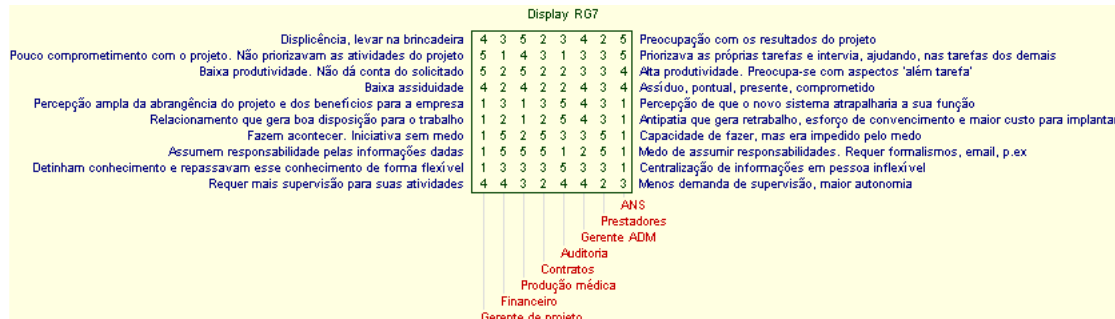 Display RG7
Displicência, levar na brincadeira 4 3 5 2 3 4 2 5 Preocupação com os resultados do projeto
Pouco comprometimento com o projeto. Não priorizavam as atividades do projeto 5 1 4 3 1 3 3 5 Priorizava as próprias tarefas e intervia, ajudando, nas tarefas dos demais
Baixa produtividade. Não dá conta do solicitado 5 2 5 2 2 3 3 4 Alta produtividade. Preocupa-se com aspectos 'além tarefa'
Baixa assiduidade 4 2 4 2 2 4 3 4 Assíduo, pontual, presente, comprometido
Percepção ampla da abrangência do projeto e dos benefícios para a empresa 1 3 1 3 5 4 3 1 Percepção de que o novo sistema atrapalharia a sua função
Relacionamento que gera boa disposição para o trabalho 1 2 1 2 5 4 3 1 Antipatia que gera retrabalho, esforço de convencimento e maior custo para implantar
Fazem acontecer. Iniciativa sem medo 1 5 2 5 3 3 5 1 Capacidade de fazer, mas era impedido pelo medo
Assumem responsabilidade pelas informações dadas 1 5 5 5 1 2 5 1 Medo de assumir responsabilidades. Requer formalismos, email, p.ex
Detinham conhecimento e repassavam esse conhecimento de forma flexível 1 3 3 3 5 3 3 1 Centralização de informações em pessoa inflexível
Requer mais supervisão para suas atividades 4 4 3 2 4 4 2 3 Menos demanda de supervisão, maior autonomia
ANS
Prestadores
Gerente ADM
Auditoria
Contratos
Produção médica
Financeiro
Gerente de projeto